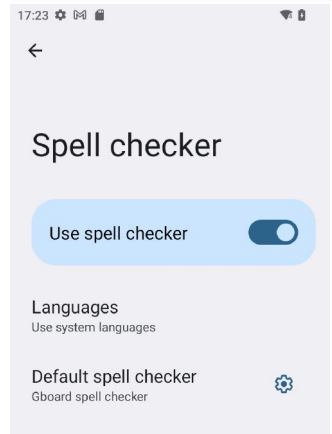 17:23
Spell checker
Use spell checker
Languages
Use system languages
Default spell checker
Gboard spell checker